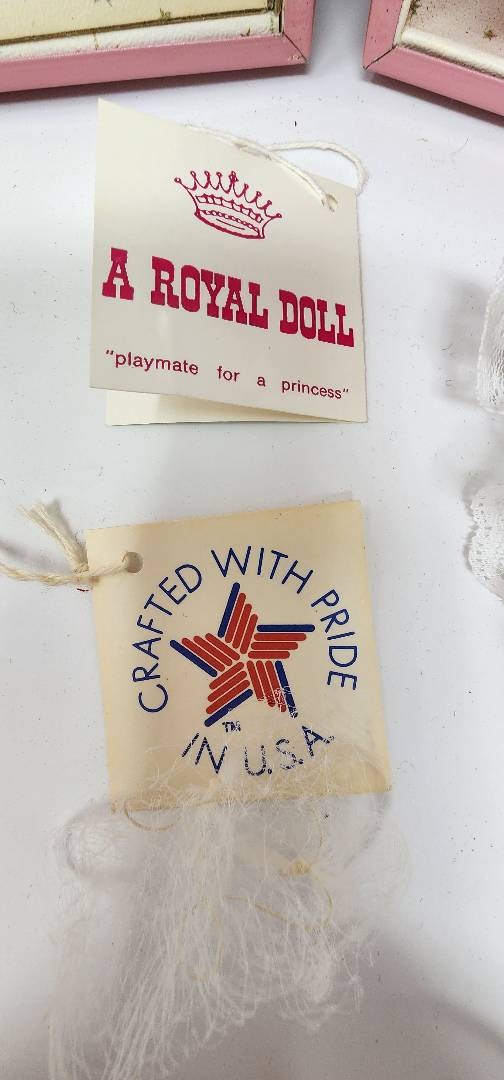 A ROYAL DOLL
"playmate for a princess"
CRAFTED WITH PRIDE
TM
IN U.S.A.